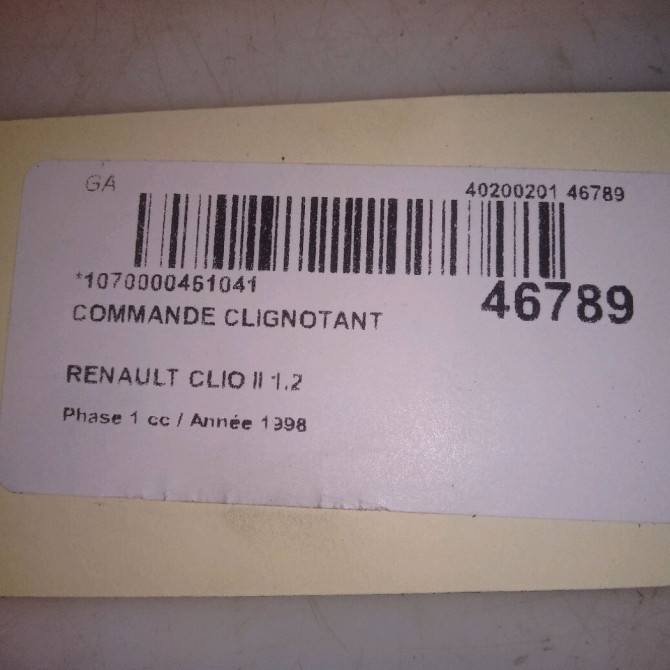 GA
40200201 46789
*1070000461041
46789
COMMANDE CLIGNOTANT
RENAULT CLIO II 1.2
Phase 1 cc / Année 1998